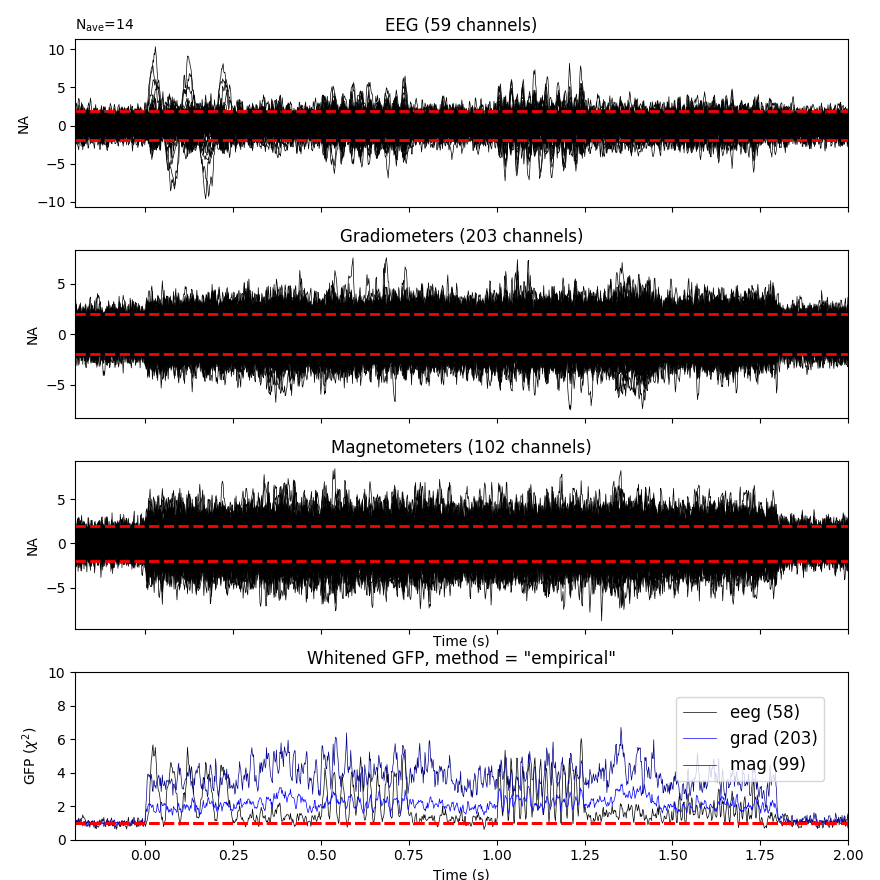 N_ave=14
EEG (59 channels)
10
5
0
−5
−10
NA
Gradiometers (203 channels)
5
0
−5
NA
Magnetometers (102 channels)
5
0
−5
NA
Time (s)
Whitened GFP, method = "empirical"
10
8
6
4
2
0
GFP (χ²)
eeg (58)
grad (203)
mag (99)
0.00 0.25 0.50 0.75 1.00 1.25 1.50 1.75 2.00
Time (s)